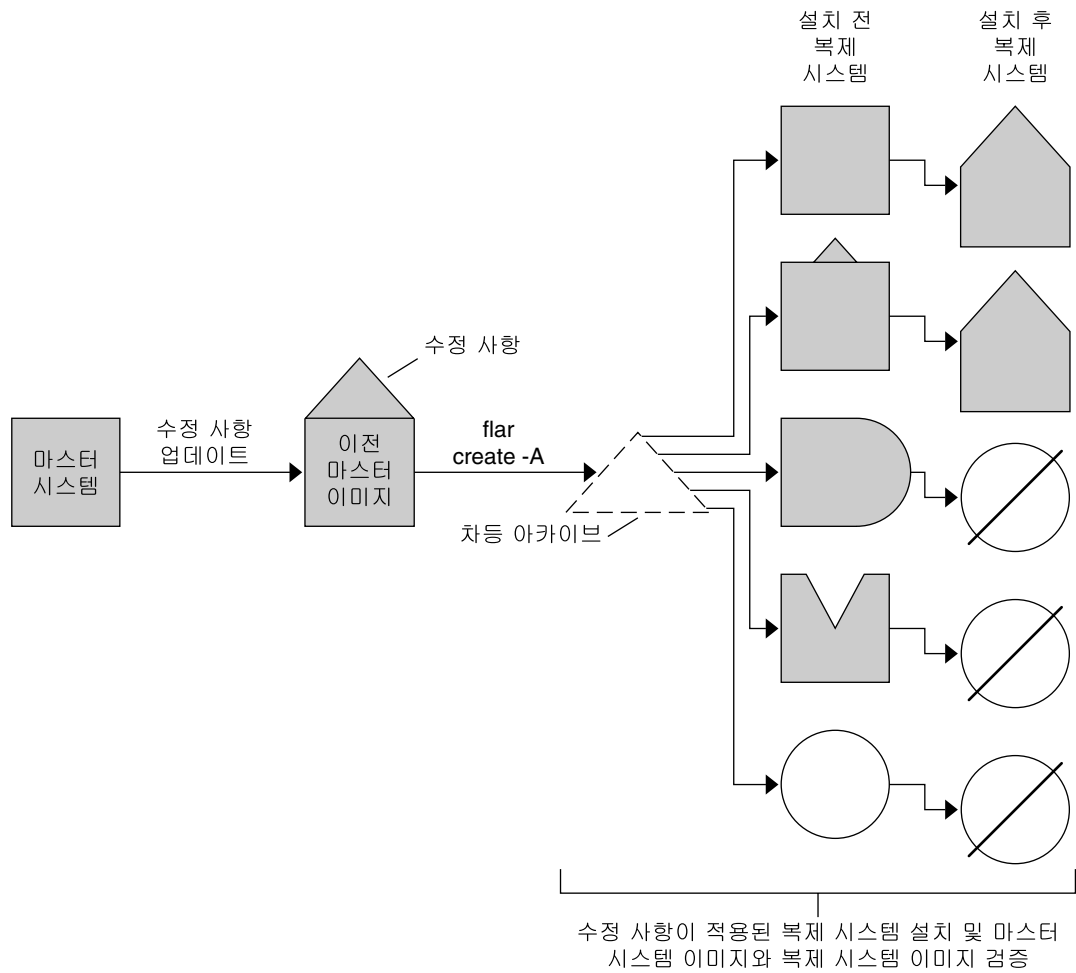 설치 전
복제
시스템
설치 후
복제
시스템
수정 사항
마스터
시스템
수정 사항
업데이트
이전
마스터
이미지
flar
create -A
차등 아카이브
수정 사항이 적용된 복제 시스템 설치 및 마스터
시스템 이미지와 복제 시스템 이미지 검증